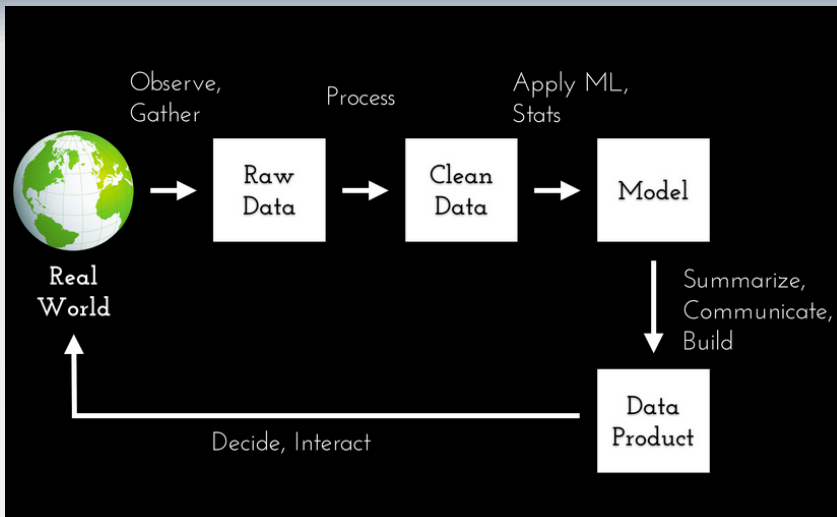 Observe,
Gather
Process
Apply ML,
Stats
Raw
Data
Clean
Data
Model
Real
World
Summarize,
Communicate,
Build
Data
Product
Decide, Interact